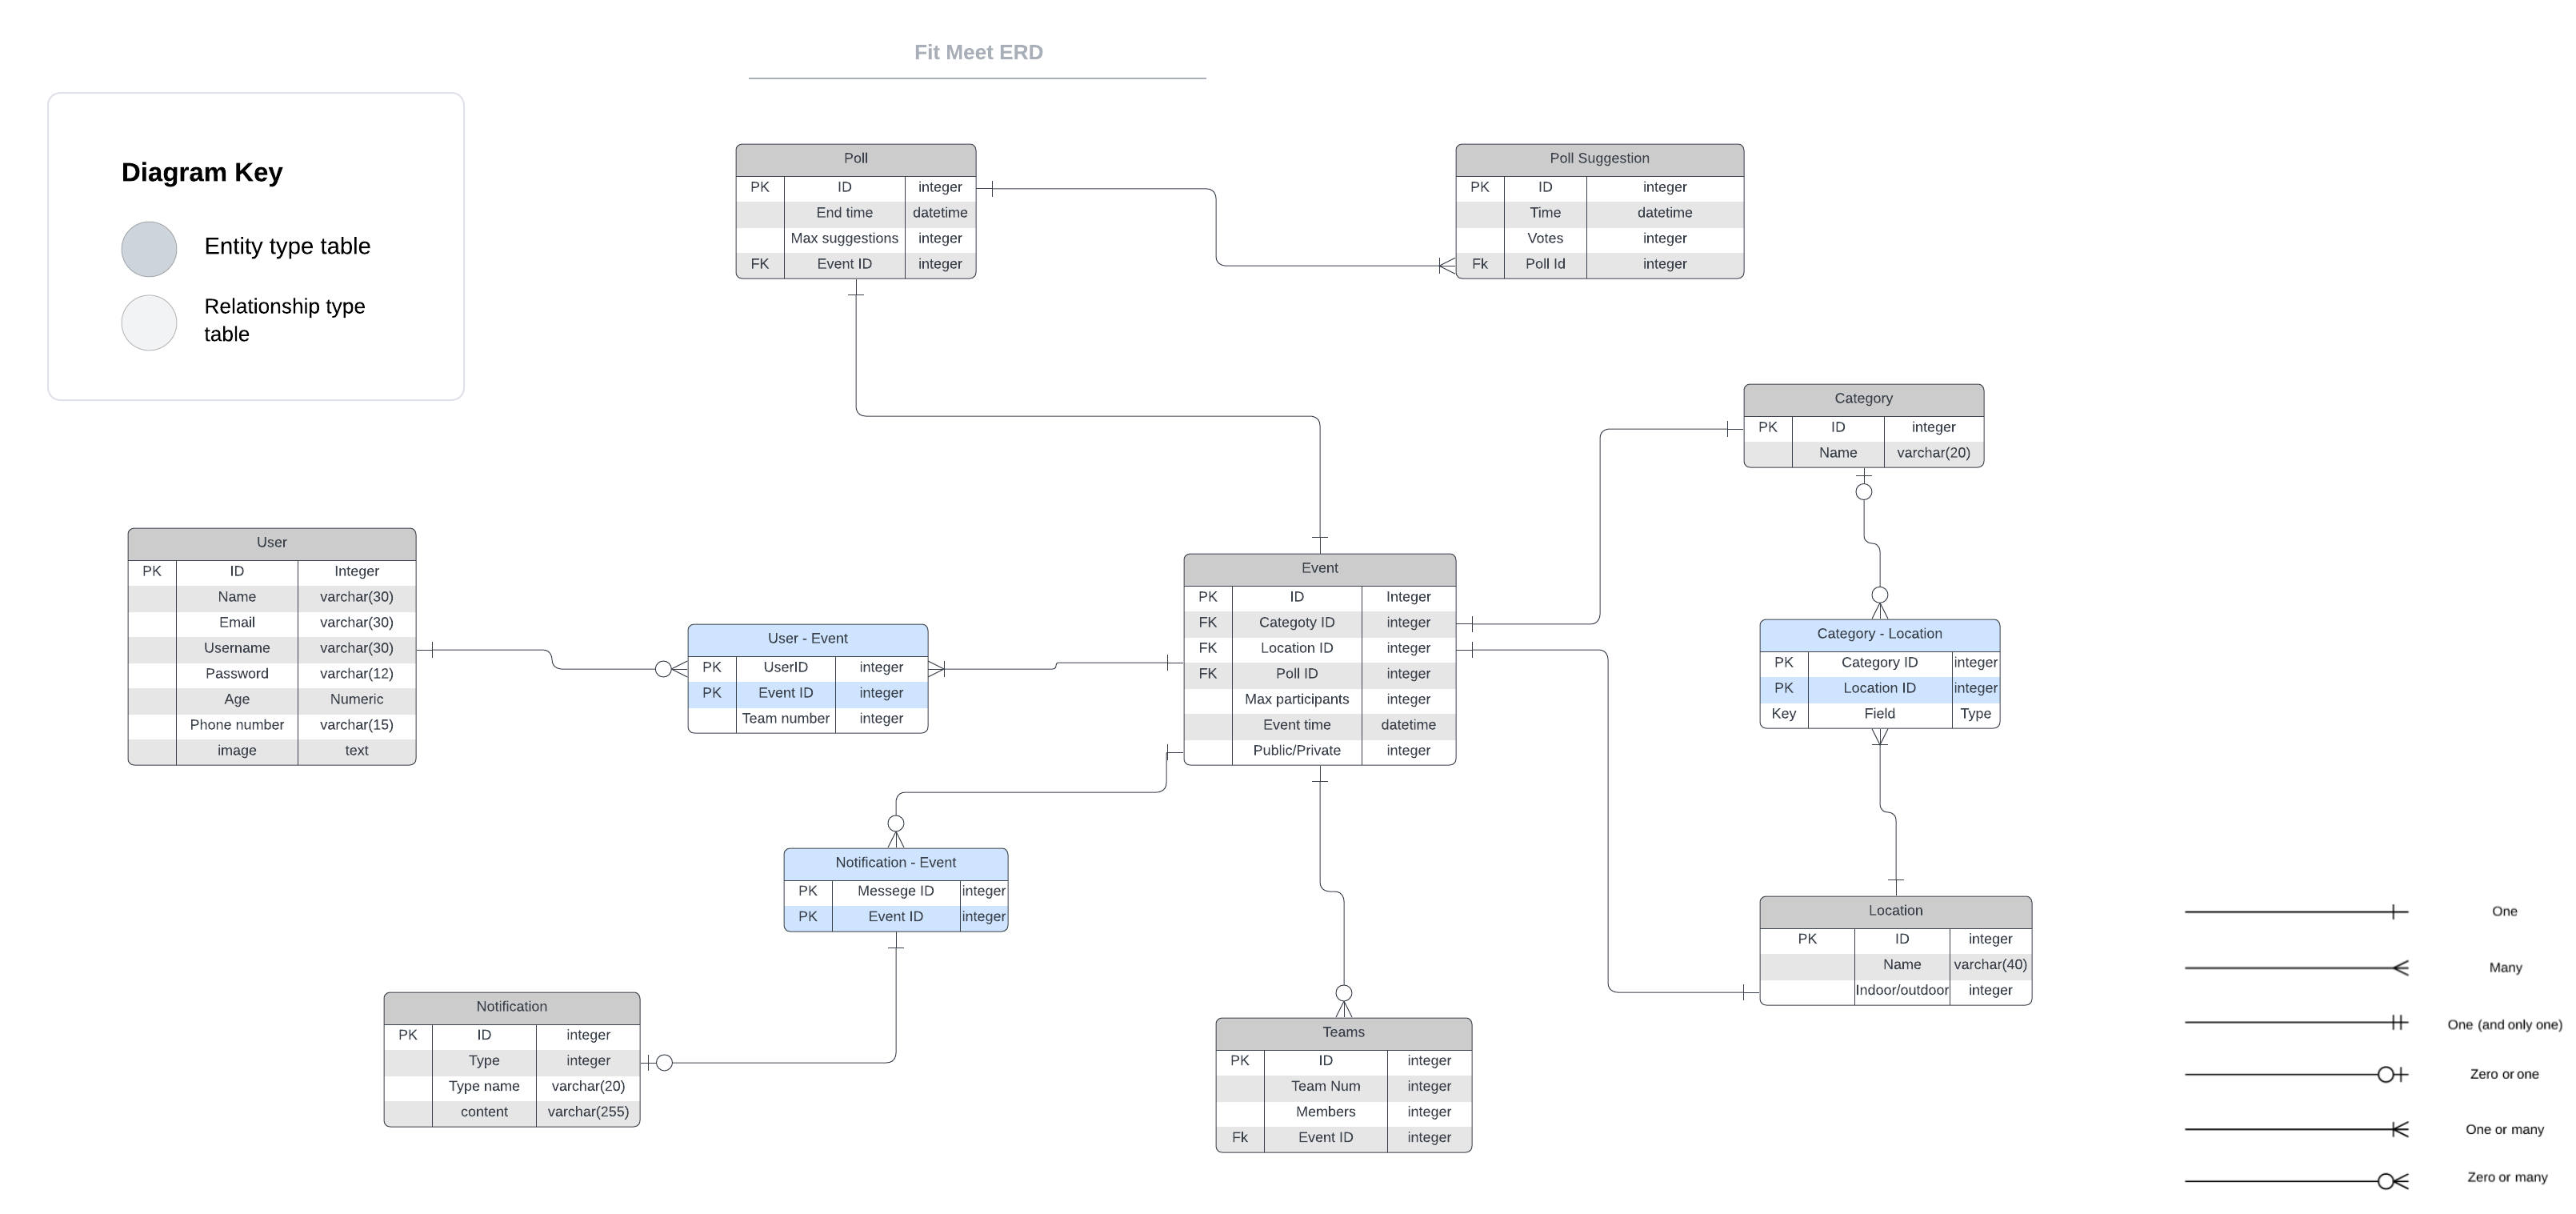 Fit Meet ERD
Diagram Key
Entity type table
Relationship type
table
Poll
PK ID integer
End time datetime
Max suggestions integer
FK Event ID integer
Poll Suggestion
PK ID integer
Time datetime
Votes integer
Fk Poll Id integer
Category
PK ID integer
Name varchar(20)
User
PK ID Integer
Name varchar(30)
Email varchar(30)
Username varchar(30)
Password varchar(12)
Age Numeric
Phone number varchar(15)
image text
User - Event
PK UserID integer
PK Event ID integer
Team number integer
Event
PK ID Integer
FK Categoty ID integer
FK Location ID integer
FK Poll ID integer
Max participants integer
Event time datetime
Public/Private integer
Category - Location
PK Category ID integer
PK Location ID integer
Key Field Type
Notification - Event
PK Messege ID integer
PK Event ID integer
Location
PK ID integer
Name varchar(40)
Indoor/outdoor integer
Notification
PK ID integer
Type integer
Type name varchar(20)
content varchar(255)
Teams
PK ID integer
Team Num integer
Members integer
Fk Event ID integer
One
Many
One (and only one)
Zero or one
One or many
Zero or many